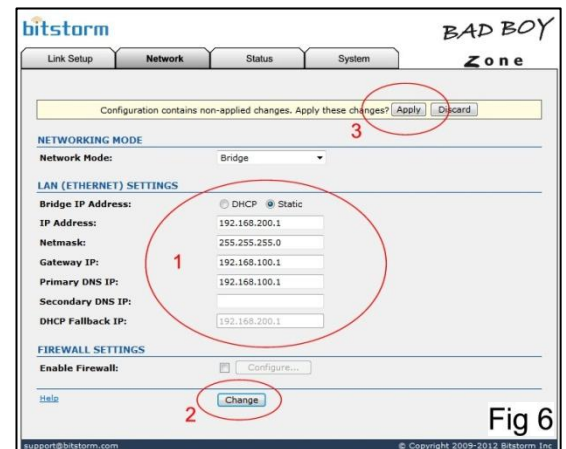 bitstorm
BAD BOY
Zone
Link Setup Network Status System
Configuration contains non-applied changes. Apply these changes? Apply Discard
3
NETWORKING MODE
Network Mode: Bridge
LAN (ETHERNET) SETTINGS
Bridge IP Address: DHCP Static
IP Address: 192.168.200.1
Netmask: 255.255.255.0
Gateway IP: 192.168.100.1
1
Primary DNS IP: 192.168.100.1
Secondary DNS IP:
DHCP Fallback IP: 192.168.200.1
FIREWALL SETTINGS
Enable Firewall: Configure...
Help Change
2
Fig 6
support@bitstorm.com © Copyright 2009-2012 Bitstorm Inc